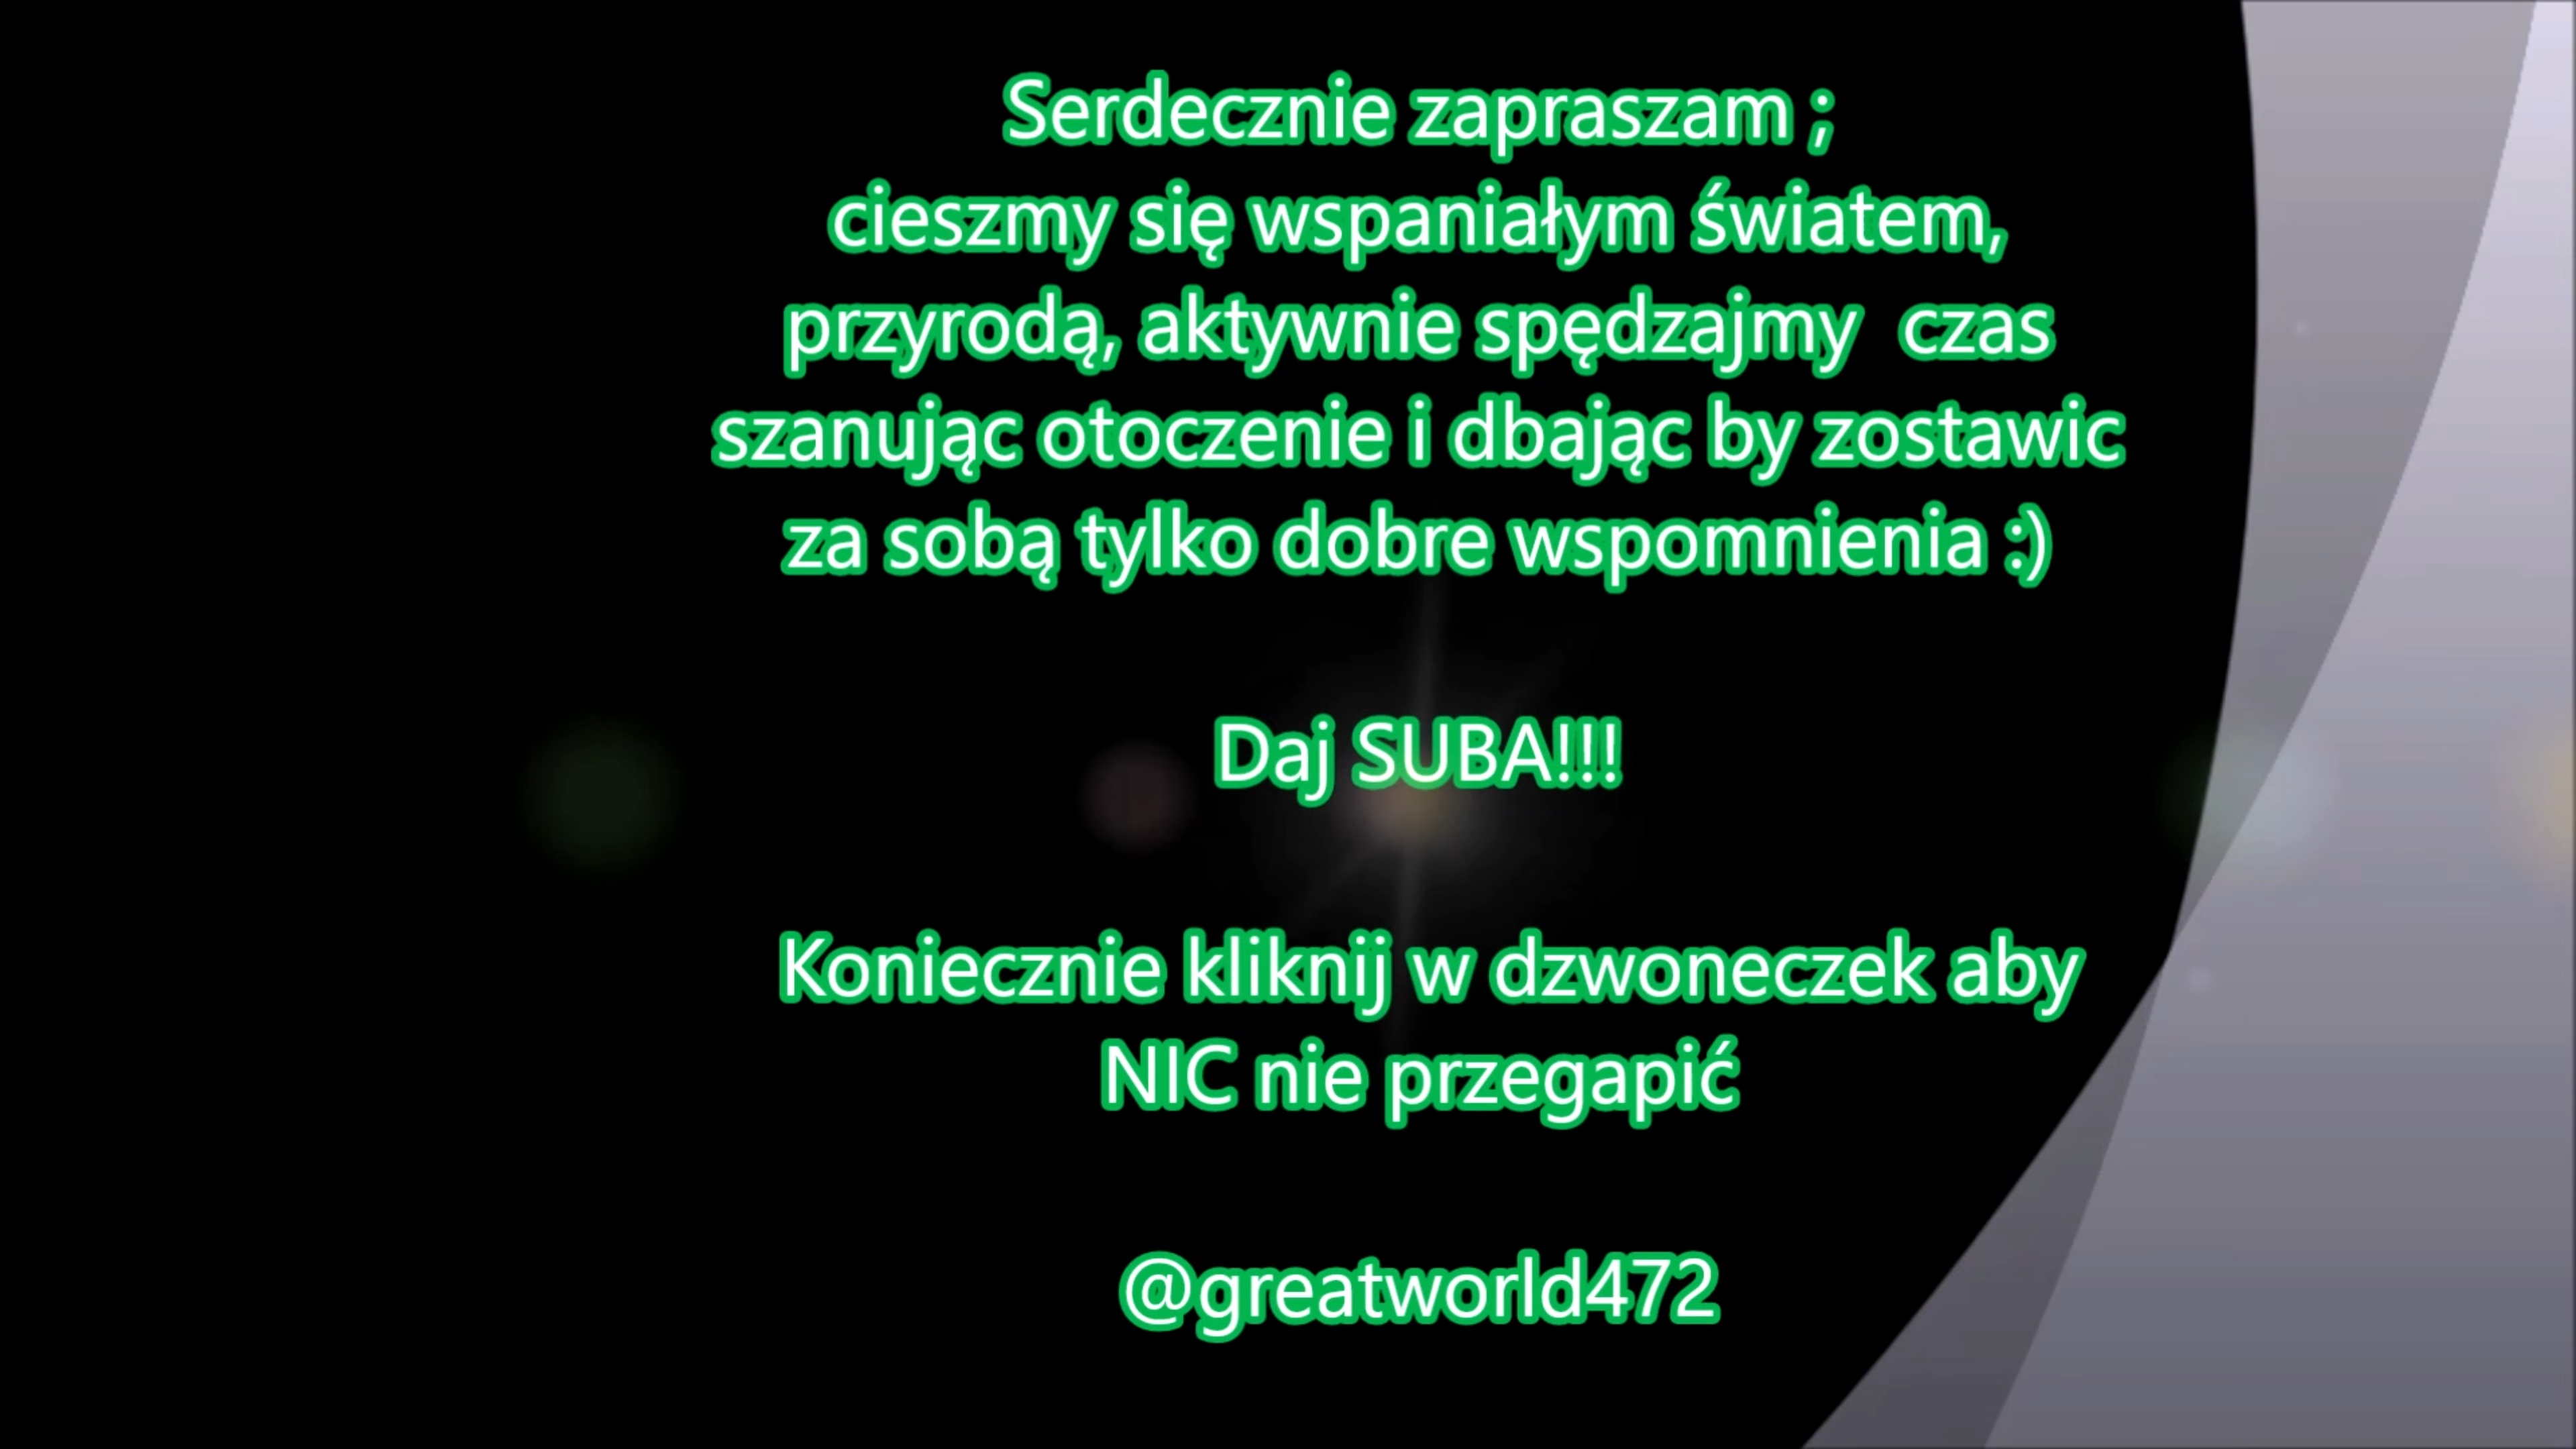 Serdecznie zapraszam ;
cieszmy się wspaniałym światem,
przyrodą, aktywnie spędzajmy  czas
szanując otoczenie i dbając by zostawic
za sobą tylko dobre wspomnienia :)
Daj SUBA!!!
Koniecznie kliknij w dzwoneczek aby
NIC nie przegapić
@greatworld472